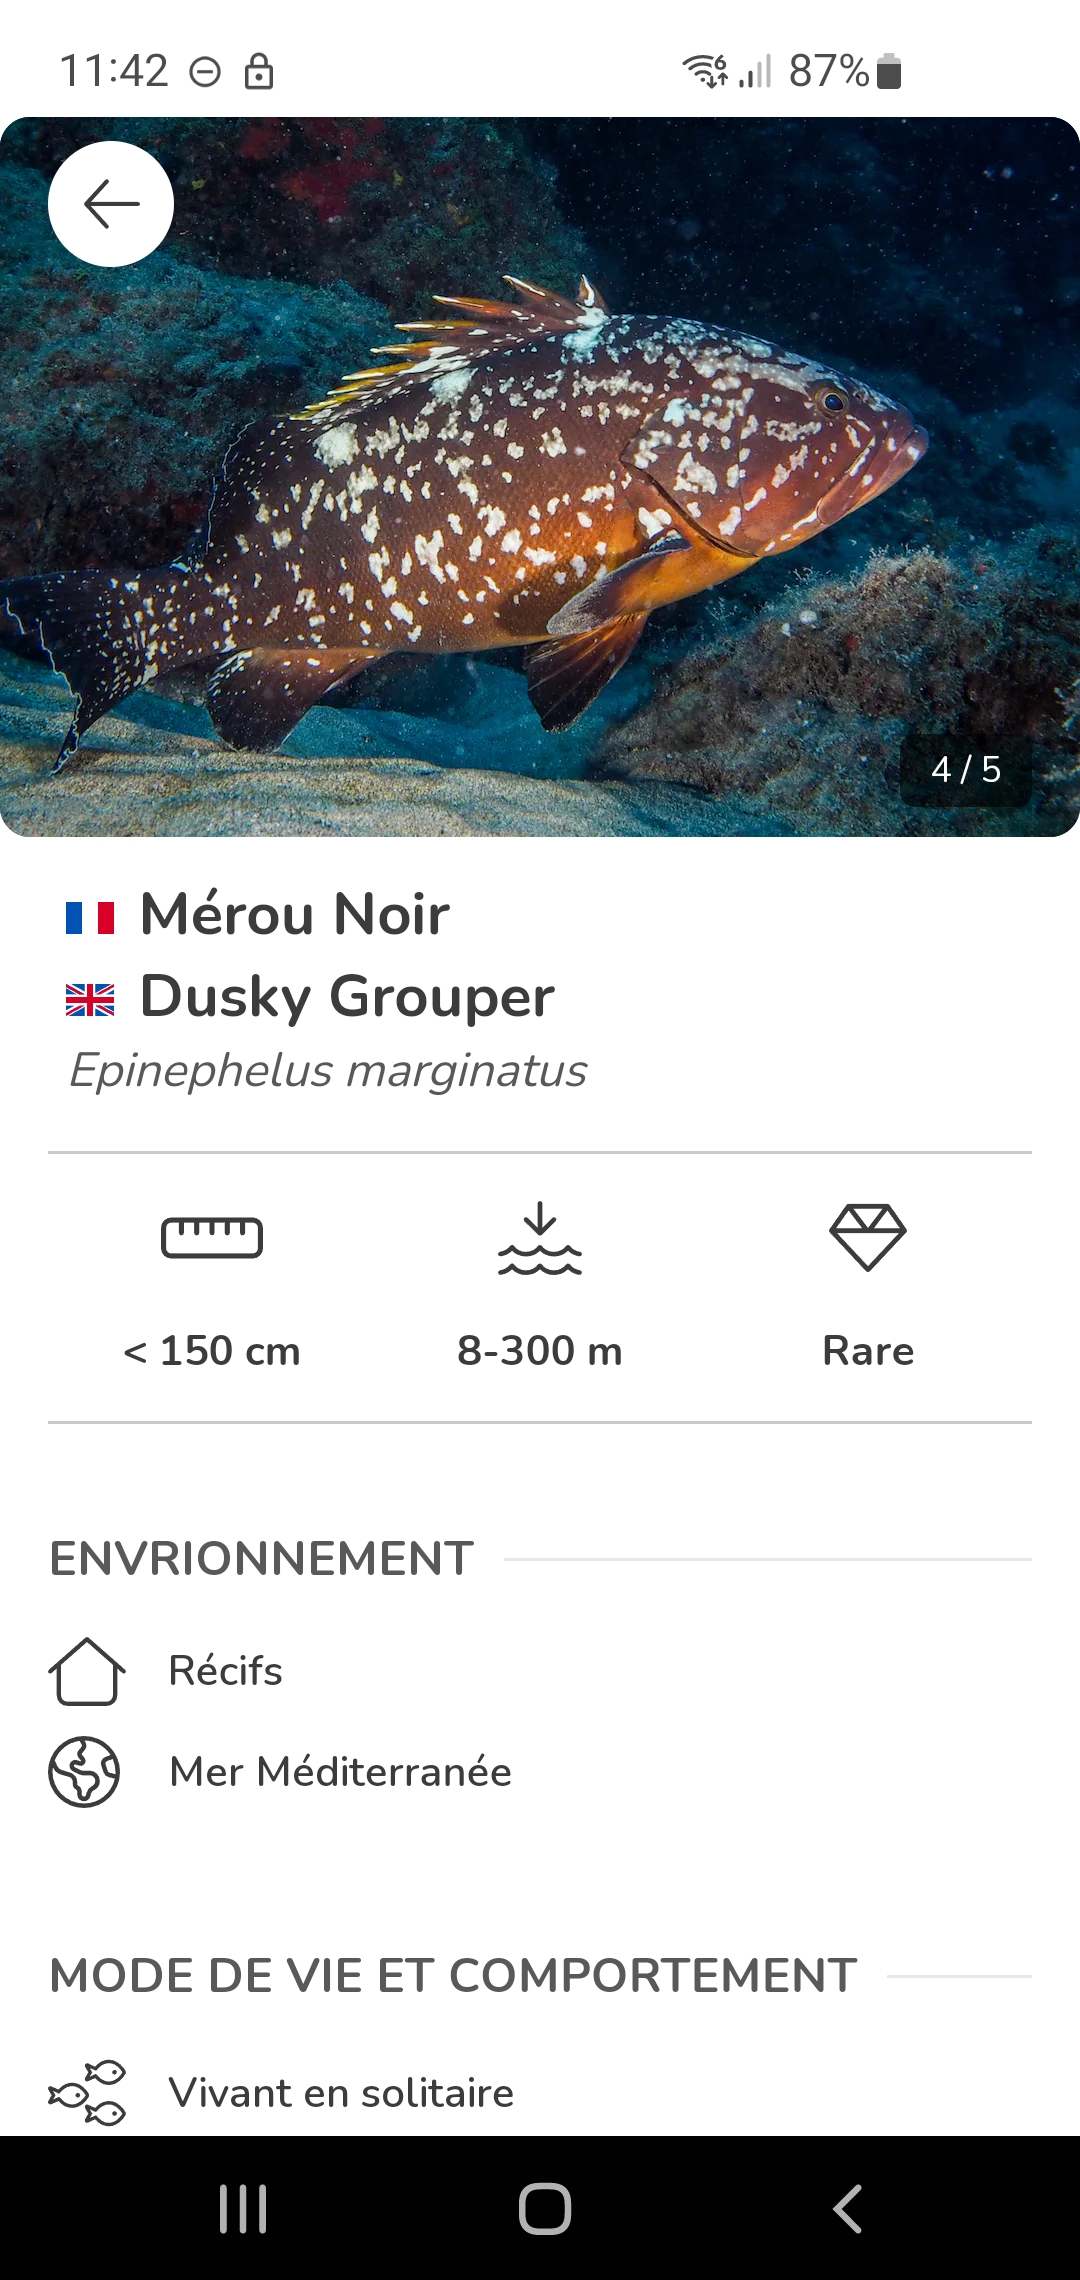 11:42
87%
4 / 5
Mérou Noir
Dusky Grouper
Epinephelus marginatus
< 150 cm
8-300 m
Rare
ENVRIONNEMENT
Récifs
Mer Méditerranée
MODE DE VIE ET COMPORTEMENT
Vivant en solitaire